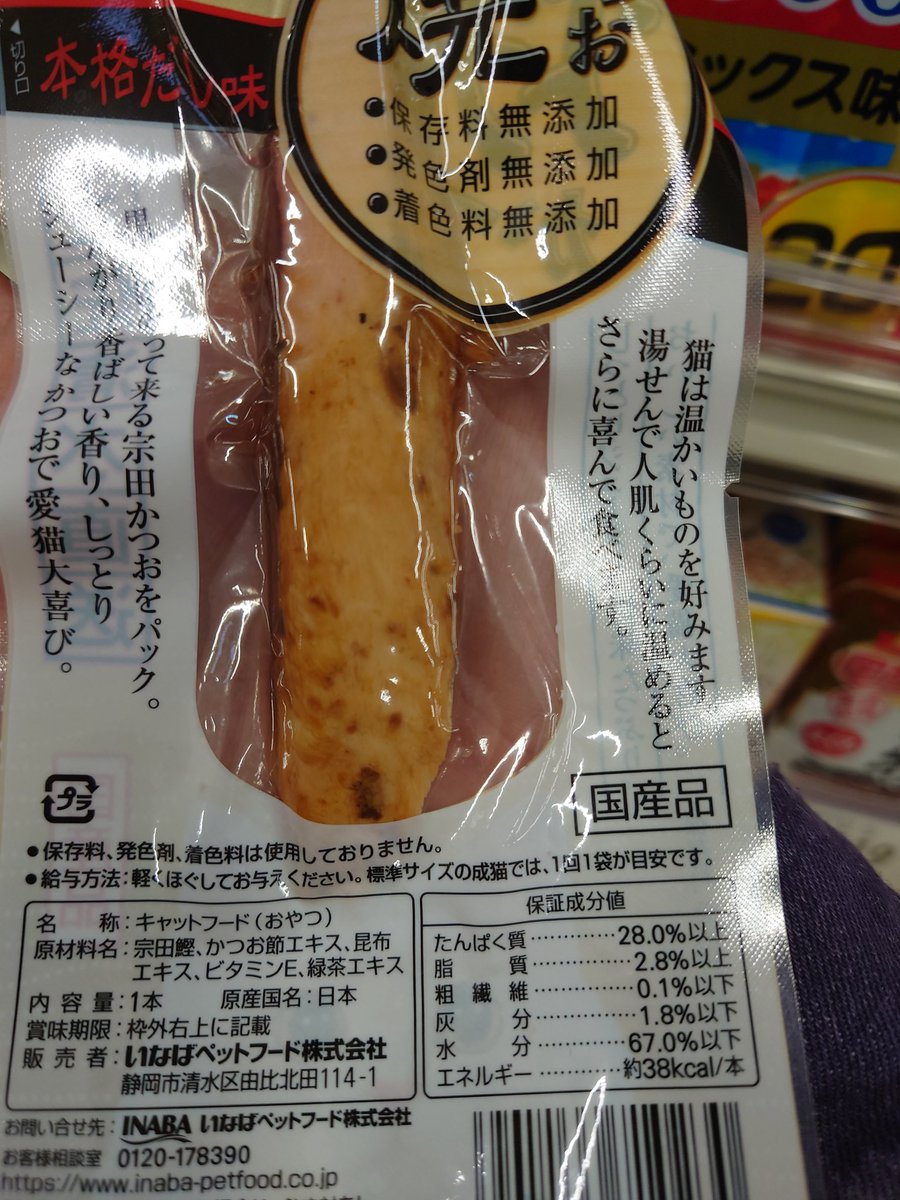 切り口
本格だし味
焼 お
●保存料無添加
●発色剤無添加
●着色料無添加
ックス味
20
猫は温かいものを好みます。
湯せんで人肌くらいに温めると
さらに喜んで食べます。
って来る宗田かつおをパック。
がり香ばしい香り、しっとり
ジューシーなかつおで愛猫大喜び。
プラ
国産品
●保存料、発色剤、着色料は使用しておりません。
●給与方法:軽くほぐしてお与えください。標準サイズの成猫では、1回1袋が目安です。
名 称:キャットフード(おやつ)
原材料名:宗田鰹、かつお節エキス、昆布
エキス、ビタミンE、緑茶エキス
内容量:1本 原産国名:日本
賞味期限:枠外右上に記載
販売者:いなばペットフード株式会社
静岡市清水区由比北田114-1
保証成分値
たんぱく質…………28.0%以上
脂質…………2.8%以上
粗繊維…………0.1%以下
灰分…………1.8%以下
水分…………67.0%以下
エネルギー…………約38kcal/本
お問い合せ先:INABA いなばペットフード株式会社
お客様相談室 0120-178390
https://www.inaba-petfood.co.jp